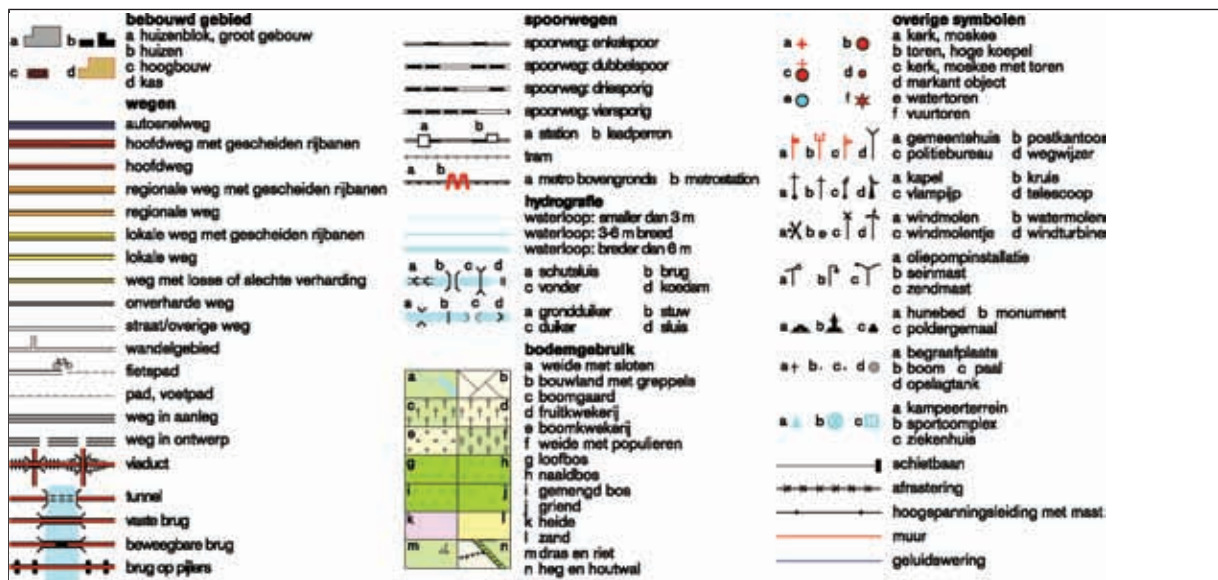 bebouwd gebied
a b a huizenblok, groot gebouw
b huizen
c d c hoogbouw
d kas
wegen
autosnelweg
hoofdweg met gescheiden rijbanen
hoofdweg
regionale weg met gescheiden rijbanen
regionale weg
lokale weg met gescheiden rijbanen
lokale weg
weg met losse of slechte verharding
onverharde weg
straat/overige weg
wandelgebied
fietspad
pad, voetpad
weg in aanleg
weg in ontwerp
viaduct
tunnel
vaste brug
beweegbare brug
brug op pijlers
spoorwegen
spoorweg: enkelspoor
spoorweg: dubbelspoor
spoorweg: driesporig
spoorweg: viersporig
a b
a station b laadperron
tram
a b
a metro bovengronds b metrostation
hydrografie
waterloop: smaller dan 3 m
waterloop: 3-6 m breed
waterloop: breder dan 6 m
a b c d
a schutsluis b brug
c vonder d koedam
a b c d
a grondduiker b stuw
c duiker d sluis
bodemgebruik
a weide met sloten
b bouwland met greppels
c boomgaard
d fruitkwekerij
e boomkwekerij
f weide met populieren
g loofbos
h naaldbos
i gemengd bos
j griend
k heide
l zand
m dras en riet
n heg en houtwal
a b
c d
e f
g h
i j
k l
m n
overige symbolen
a b a kerk, moskee
b toren, hoge koepel
c d c kerk, moskee met toren
d markant object
e f e watertoren
f vuurtoren
a gemeentehuis b postkantoor
a b c d c politiebureau d wegwijzer
a kapel b kruis
a b c d c vlampijp d telescoop
a windmolen b watermolen
a b c d c windmolentje d windturbine
a oliepompinstallatie
a b c b seinmast
c zendmast
a hunebed b monument
a b c c poldergemaal
a begraafplaats
a b. c. d b boom c paal
d opslagtank
a kampeerterrein
a b c b sportcomplex
c ziekenhuis
schietbaan
afrastering
hoogspanningsleiding met mast
muur
geluidswering